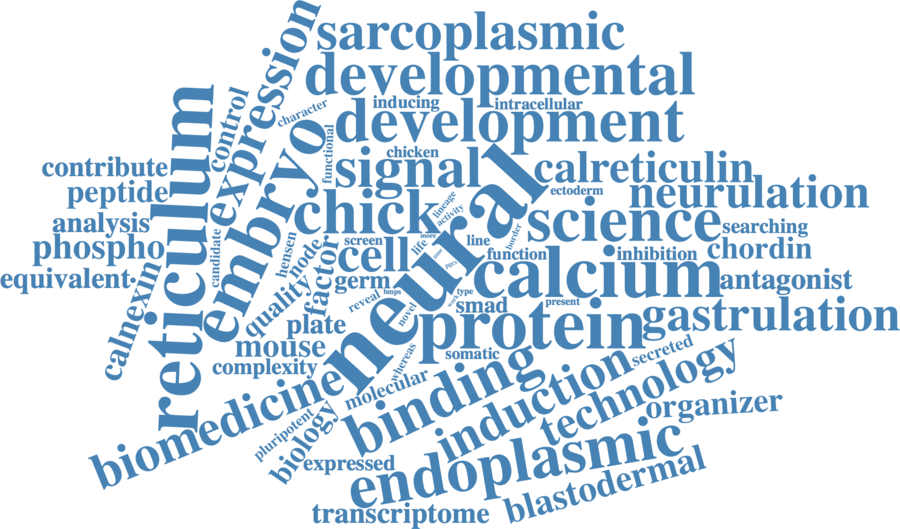 sarcoplasmic
developmental
inducing
intracellular
character
development
control
expression
reticulum
embryo
functional
chicken
signal
calreticulin
contribute
peptide
ectoderm
neurulation
lineage
activity
chick
neural
science
analysis
searching
phospho
candidate
hensen
screen
cell
life
more
line
border
function
inhibition
chordin
equivalent
calnexin
quality
node
factor
germ
time
gpcs
calcium
antagonist
reveal
bmps
type
work
smad
present
novel
plate
protein
gastrulation
mouse
somatic
whereas
secreted
complexity
molecular
binding
induction
technology
biomedicine
organizer
pluripotent
biology
expressed
endoplasmic
blastodermal
transcriptome